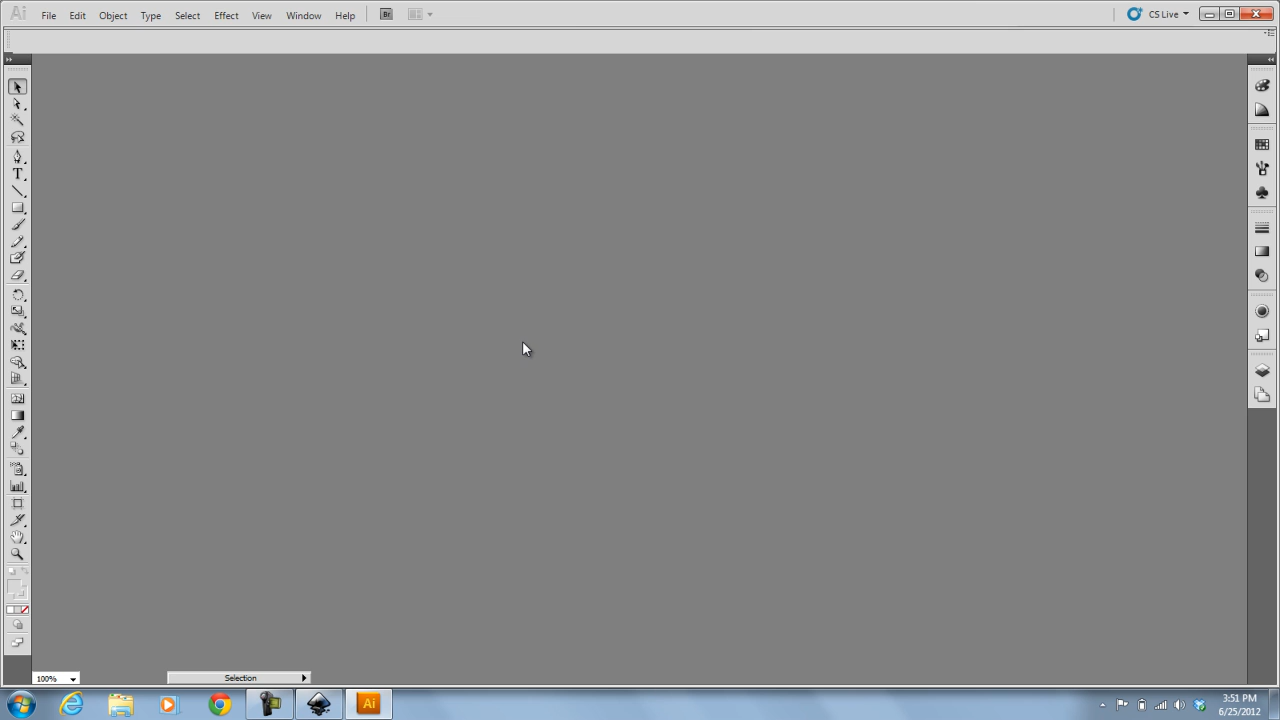 Ai File Edit Object Type Select Effect View Window Help Br CS Live
T
100% Selection
Ai
3:51 PM
6/25/2012